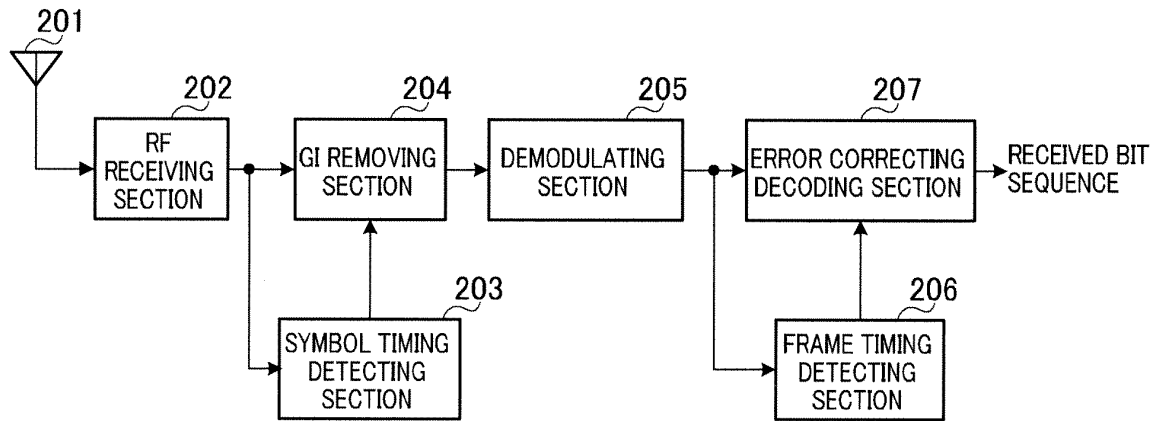 201
202
RF
RECEIVING
SECTION
204
GI REMOVING
SECTION
205
DEMODULATING
SECTION
207
ERROR CORRECTING
DECODING SECTION
RECEIVED BIT
SEQUENCE
203
SYMBOL TIMING
DETECTING
SECTION
206
FRAME TIMING
DETECTING
SECTION